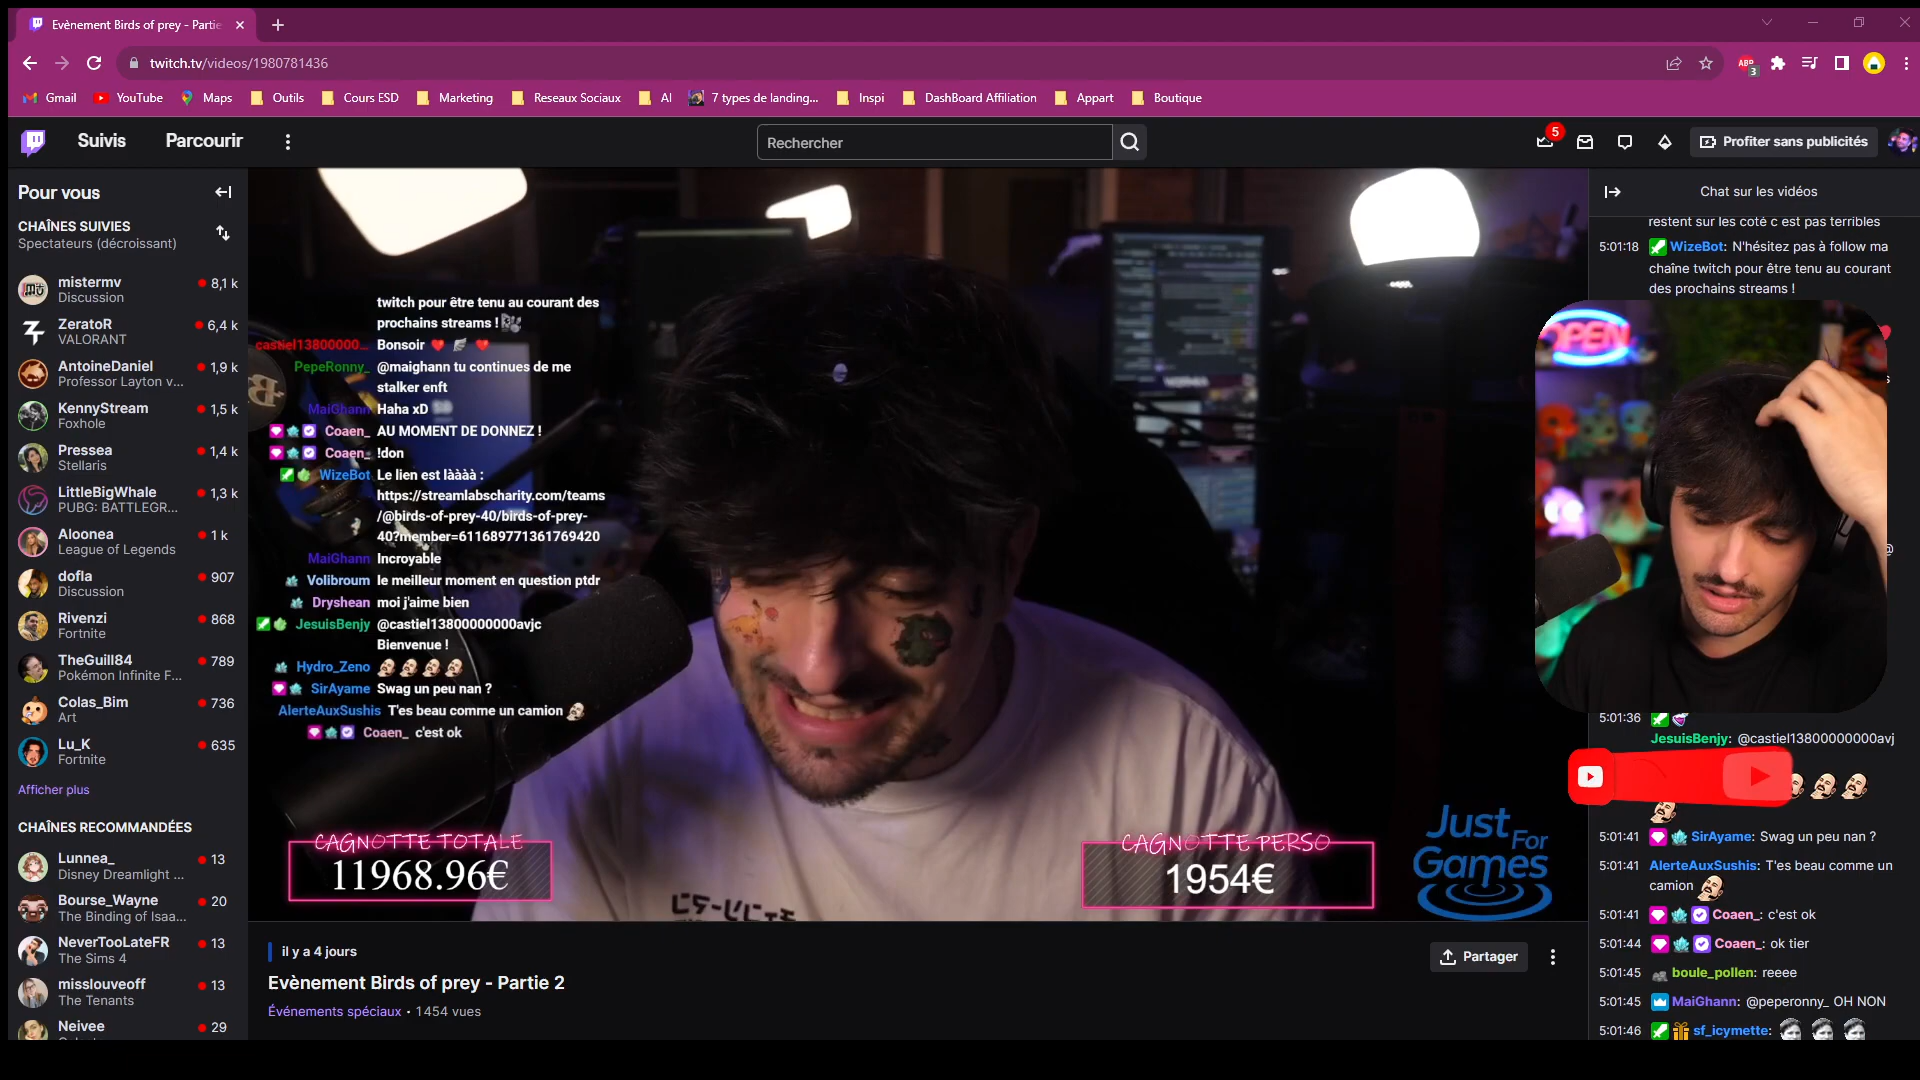 Evènement Birds of prey - Partie
twitch.tv/videos/1980781436
ABP
3
Gmail
YouTube
Maps
Outils
Cours ESD
Marketing
Reseaux Sociaux
AI
7 types de landing...
Inspi
DashBoard Affiliation
Appart
Boutique
Suivis
Parcourir
Rechercher
5
Profiter sans publicités
Pour vous
CHAÎNES SUIVIES
Spectateurs (décroissant)
mistermv
8,1 k
Discussion
ZeratoR
6,4 k
VALORANT
AntoineDaniel
1,9 k
Professor Layton v...
KennyStream
1,5 k
Foxhole
Pressea
1,4 k
Stellaris
LittleBigWhale
1,3 k
PUBG: BATTLEGR...
Aloonea
1 k
League of Legends
dofla
907
Discussion
Rivenzi
868
Fortnite
TheGuill84
789
Pokémon Infinite F...
Colas_Bim
736
Art
Lu_K
635
Fortnite
Afficher plus
CHAÎNES RECOMMANDÉES
Lunnea_
13
Disney Dreamlight ...
Bourse_Wayne
20
The Binding of Isaa...
NeverTooLateFR
13
The Sims 4
misslouveoff
13
The Tenants
Neivee
29
twitch pour être tenu au courant des
prochains streams !
castiel13800000... Bonsoir
PepeRonny_ @maighann tu continues de me
stalker enft
MaiGhann Haha xD
Coaen_ AU MOMENT DE DONNEZ !
Coaen_ !don
WizeBot Le lien est làààà :
https://streamlabscharity.com/teams
/@birds-of-prey-40/birds-of-prey-
40?member=611689771361769420
MaiGhann Incroyable
Volibroum le meilleur moment en question ptdr
Dryshean moi j'aime bien
JesuisBenjy @castiel13800000000avjc
Bienvenue !
Hydro_Zeno
SirAyame Swag un peu nan ?
AlerteAuxSushis T'es beau comme un camion
Coaen_ c'est ok
CAGNOTTE TOTALE
11968.96€
CAGNOTTE PERSO
1954€
Just
For
Games
il y a 4 jours
Evènement Birds of prey - Partie 2
Événements spéciaux • 1 454 vues
Partager
Chat sur les vidéos
restent sur les coté c est pas terribles
5:01:18 WizeBot: N'hésitez pas à follow ma
chaîne twitch pour être tenu au courant
des prochains streams !
OPEN
5:01:36
JesuisBenjy: @castiel13800000000avj
5:01:41 SirAyame: Swag un peu nan ?
5:01:41 AlerteAuxSushis: T'es beau comme un
camion
5:01:41 Coaen_: c'est ok
5:01:44 Coaen_: ok tier
5:01:45 boule_pollen: reeee
5:01:45 MaiGhann: @peperonny_ OH NON
5:01:46 sf_icymette: